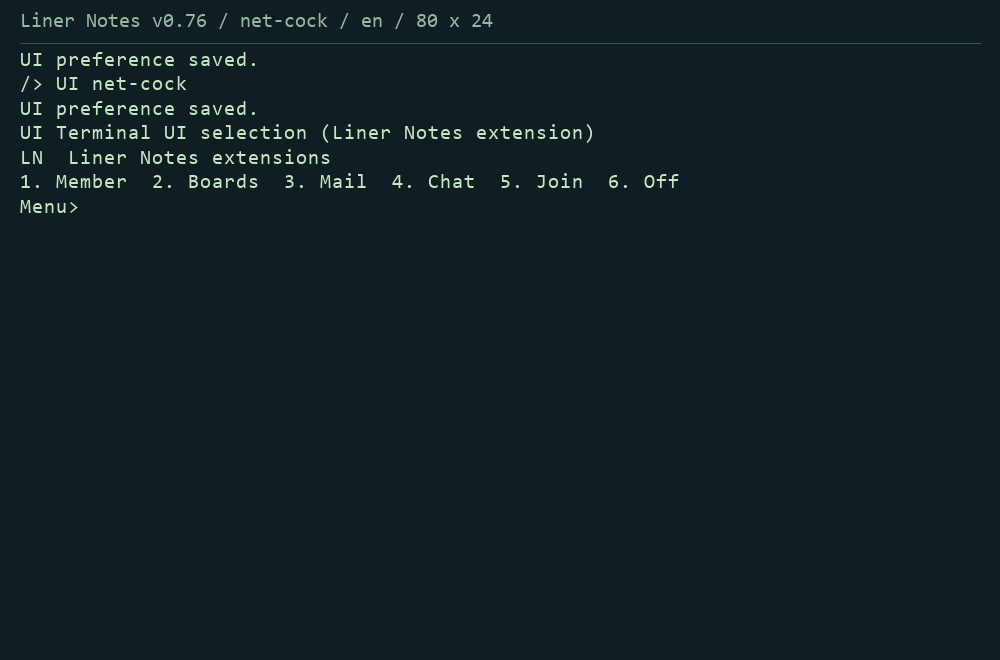 Liner Notes v0.76 / net-cock / en / 80 x 24
UI preference saved.
/> UI net-cock
UI preference saved.
UI Terminal UI selection (Liner Notes extension)
LN  Liner Notes extensions
1. Member  2. Boards  3. Mail  4. Chat  5. Join  6. Off
Menu>